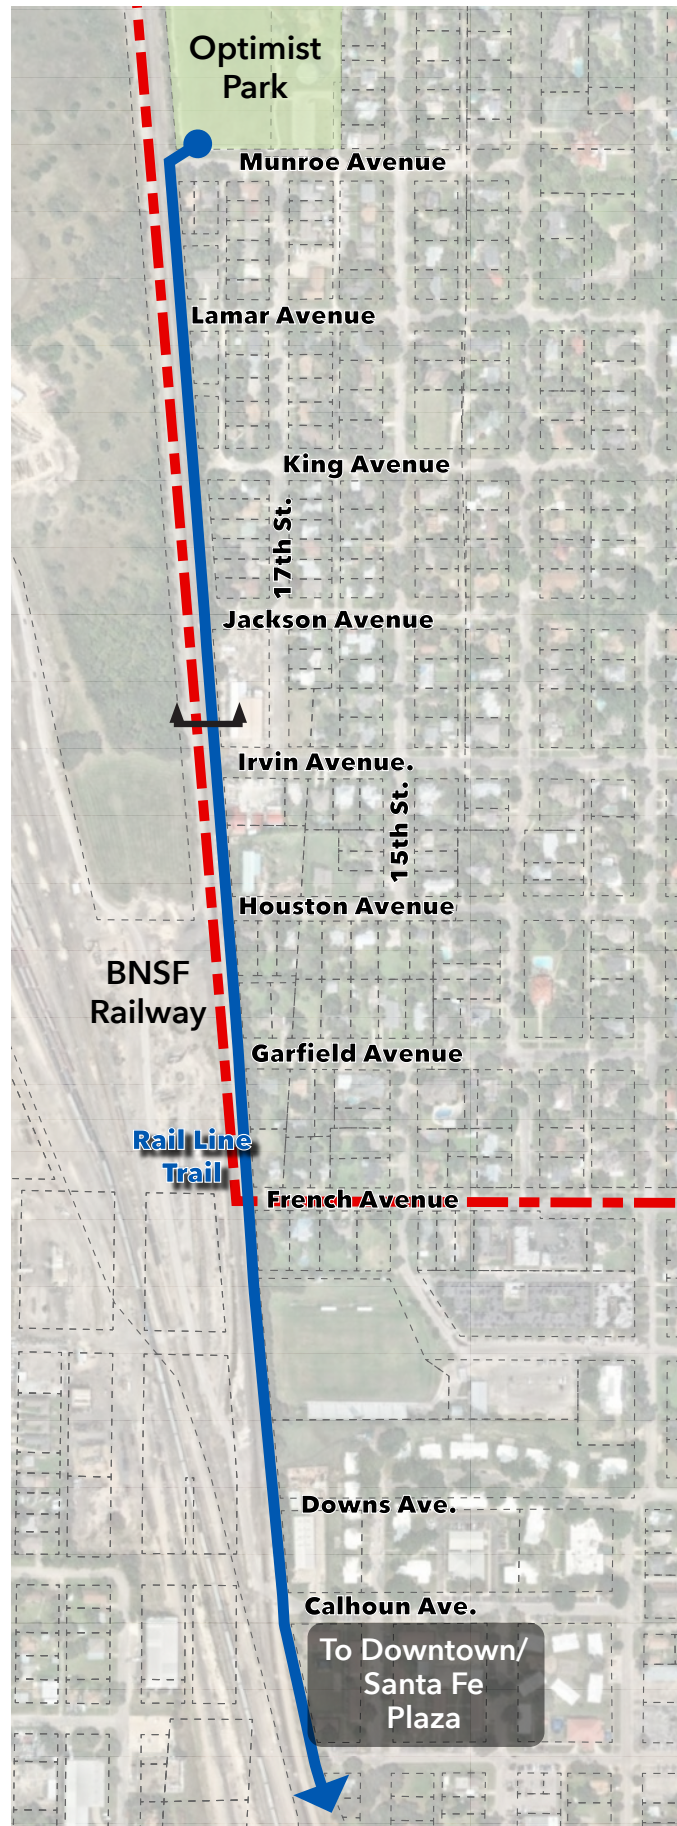 Optimist
Park
Munroe Avenue
Lamar Avenue
King Avenue
17th St.
Jackson Avenue
Irvin Avenue.
15th St.
Houston Avenue
BNSF
Railway
Garfield Avenue
Rail Line
Trail
French Avenue
Downs Ave.
Calhoun Ave.
To Downtown/
Santa Fe
Plaza